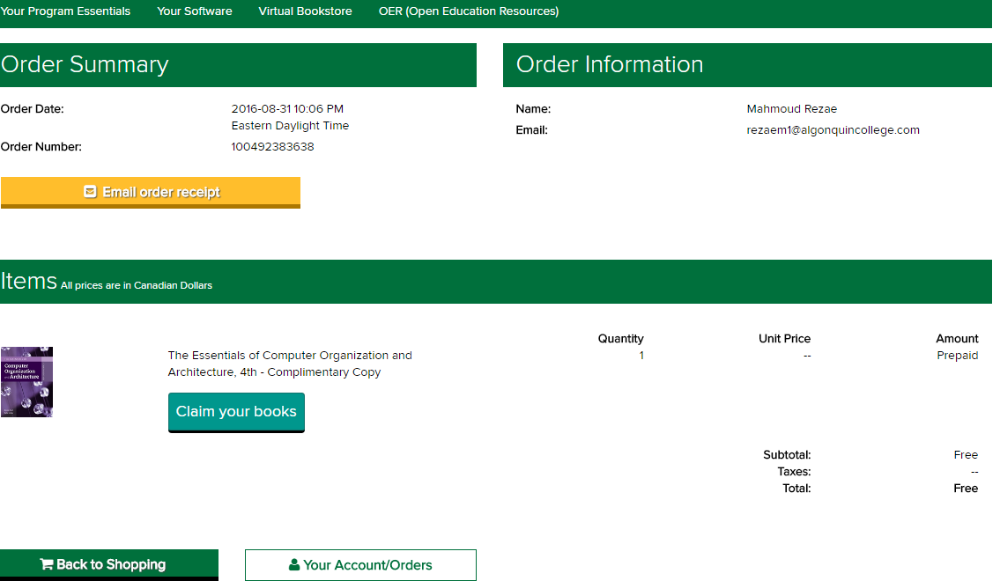 Your Program Essentials Your Software Virtual Bookstore OER (Open Education Resources)
Order Summary
Order Date: 2016-08-31 10:06 PM
Eastern Daylight Time
Order Number: 100492383638
Email order receipt
Order Information
Name: Mahmoud Rezae
Email: rezaem1@algonquincollege.com
Items All prices are in Canadian Dollars
Computer
Organization
and Architecture
The Essentials of Computer Organization and
Architecture, 4th - Complimentary Copy
Claim your books
Quantity Unit Price Amount
1 -- Prepaid
Subtotal: Free
Taxes: --
Total: Free
Back to Shopping Your Account/Orders